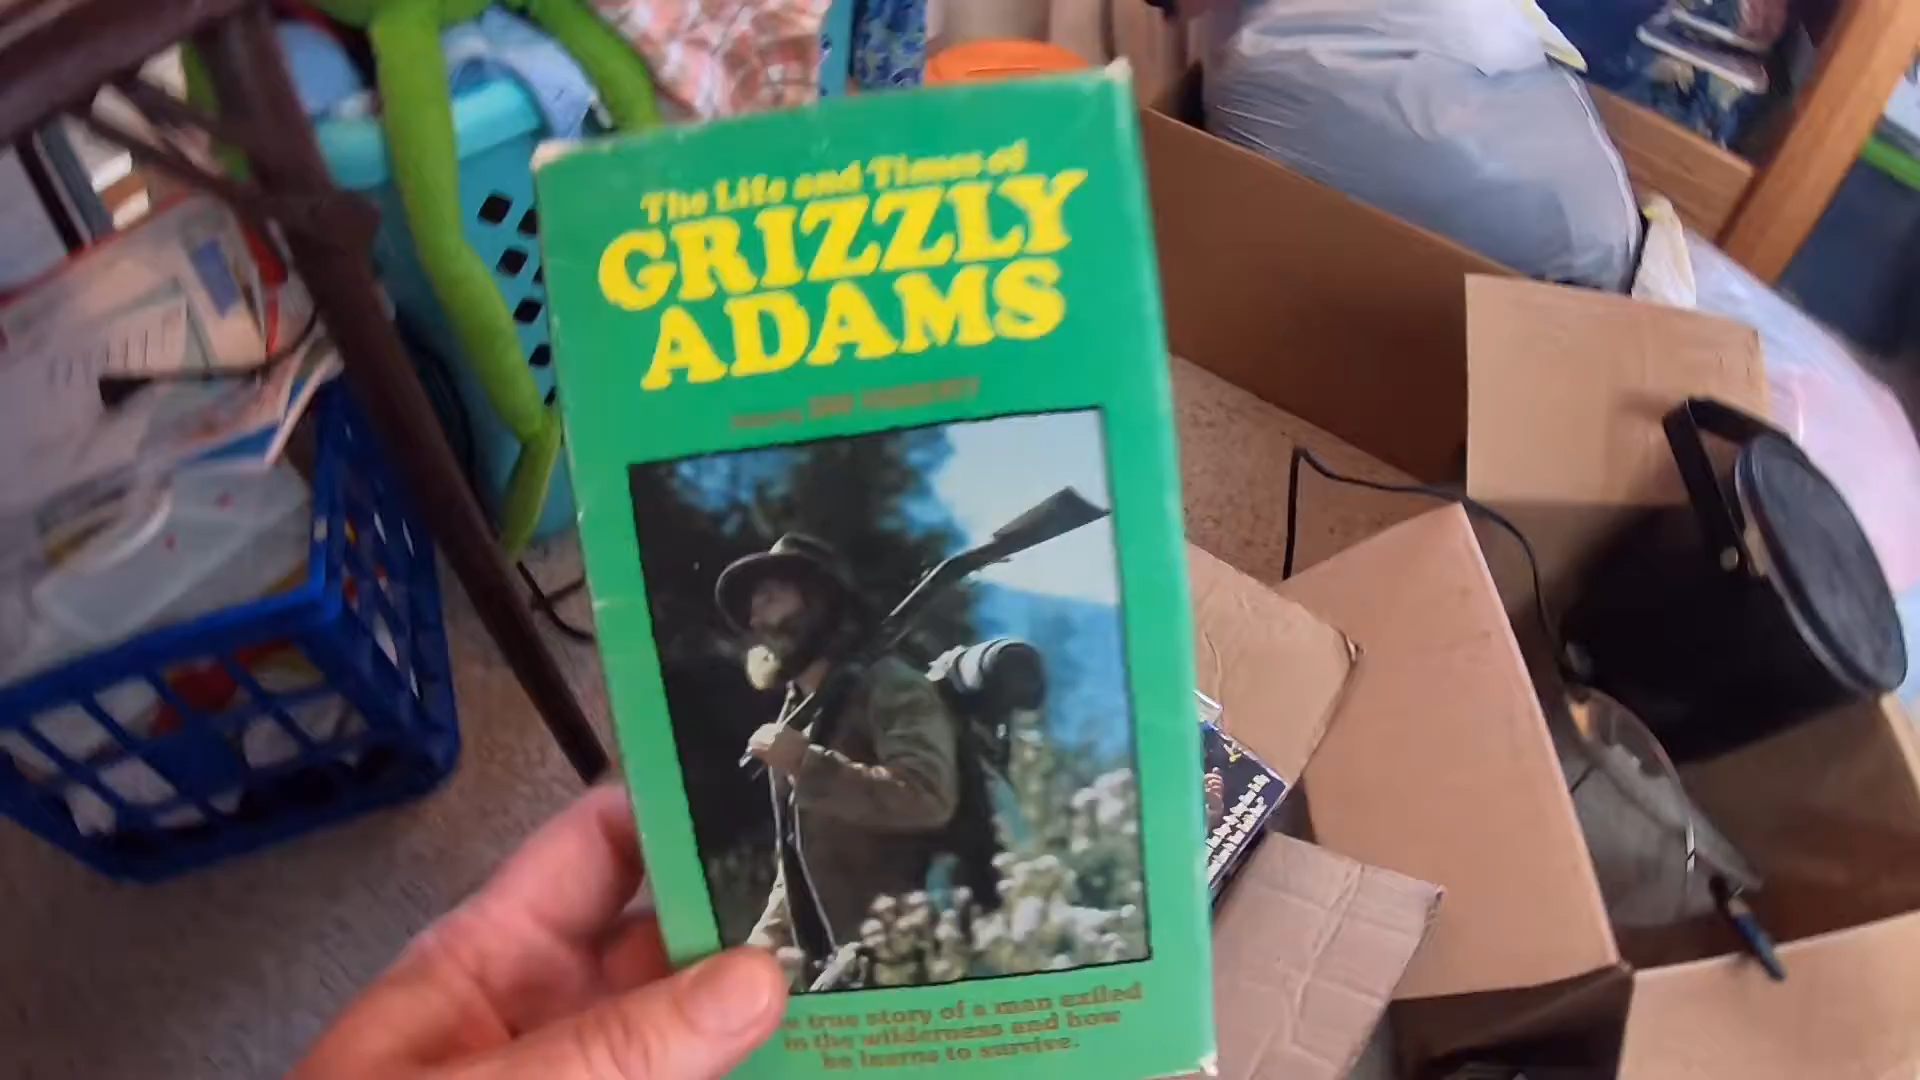 The Life and Times of
GRIZZLY
ADAMS
true story of a man exiled
in the wilderness and how
he learns to survive.